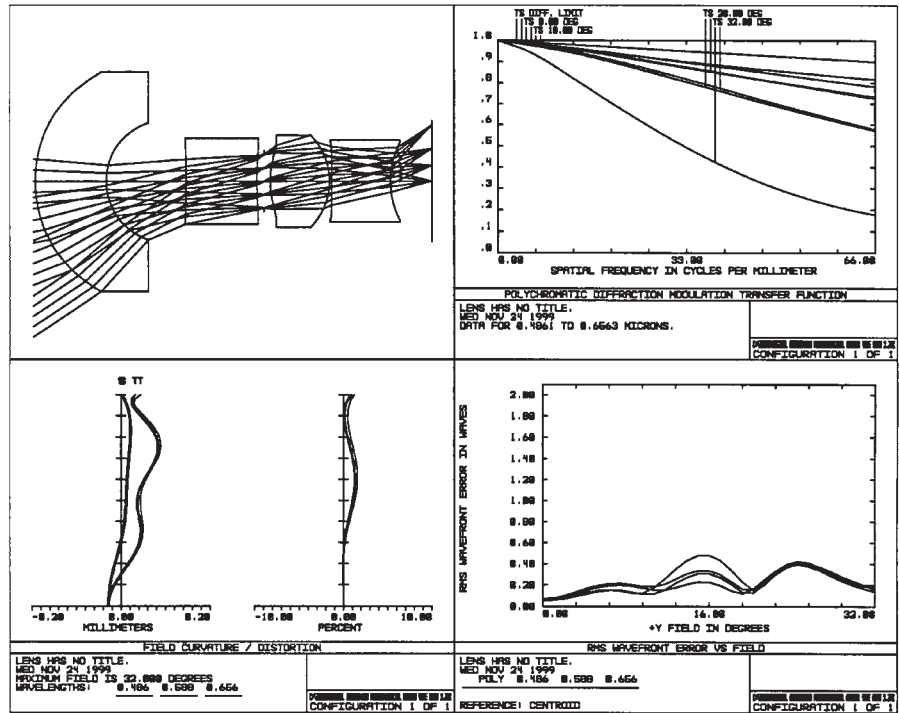 TS DIFF. LIMIT
TS 0.00 DEG
TS 10.00 DEG
TS 20.00 DEG
TS 32.00 DEG
1.0
.9
.8
.7
.6
.5
.4
.3
.2
.1
.0
0.00 33.00 66.00
SPATIAL FREQUENCY IN CYCLES PER MILLIMETER
POLYCHROMATIC DIFFRACTION MODULATION TRANSFER FUNCTION
LENS HAS NO TITLE.
WED NOV 24 1999
DATA FOR 0.4861 TO 0.6563 MICRONS.
CONFIGURATION 1 OF 1
S TT
-0.20 0.00 0.20
MILLIMETERS
-10.00 0.00 10.00
PERCENT
FIELD CURVATURE / DISTORTION
LENS HAS NO TITLE.
WED NOV 24 1999
MAXIMUM FIELD IS 32.000 DEGREES
WAVELENGTHS: 0.486 0.588 0.656
CONFIGURATION 1 OF 1
RMS WAVEFRONT ERROR IN WAVES
2.00
1.80
1.60
1.40
1.20
1.00
0.80
0.60
0.40
0.20
0.00
0.00 16.00 32.00
+Y FIELD IN DEGREES
RMS WAVEFRONT ERROR VS FIELD
LENS HAS NO TITLE.
WED NOV 24 1999
POLY 0.486 0.588 0.656
REFERENCE: CENTROID
CONFIGURATION 1 OF 1